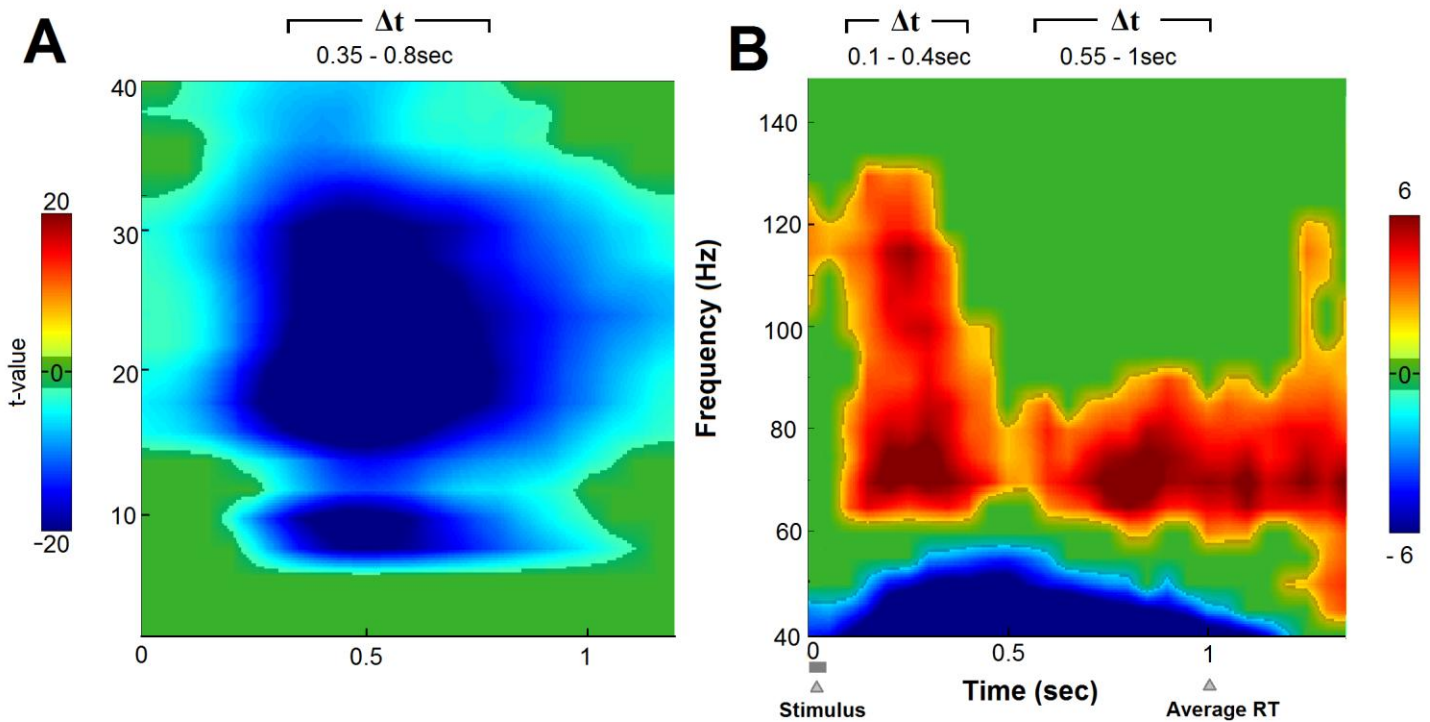 A
Δt
0.35 - 0.8sec
40
30
20
10
0
0.5
1
20
0
-20
t-value
B
Δt
0.1 - 0.4sec
Δt
0.55 - 1sec
Frequency (Hz)
140
120
100
80
60
40
0
0.5
1
Time (sec)
Stimulus
Average RT
6
0
- 6